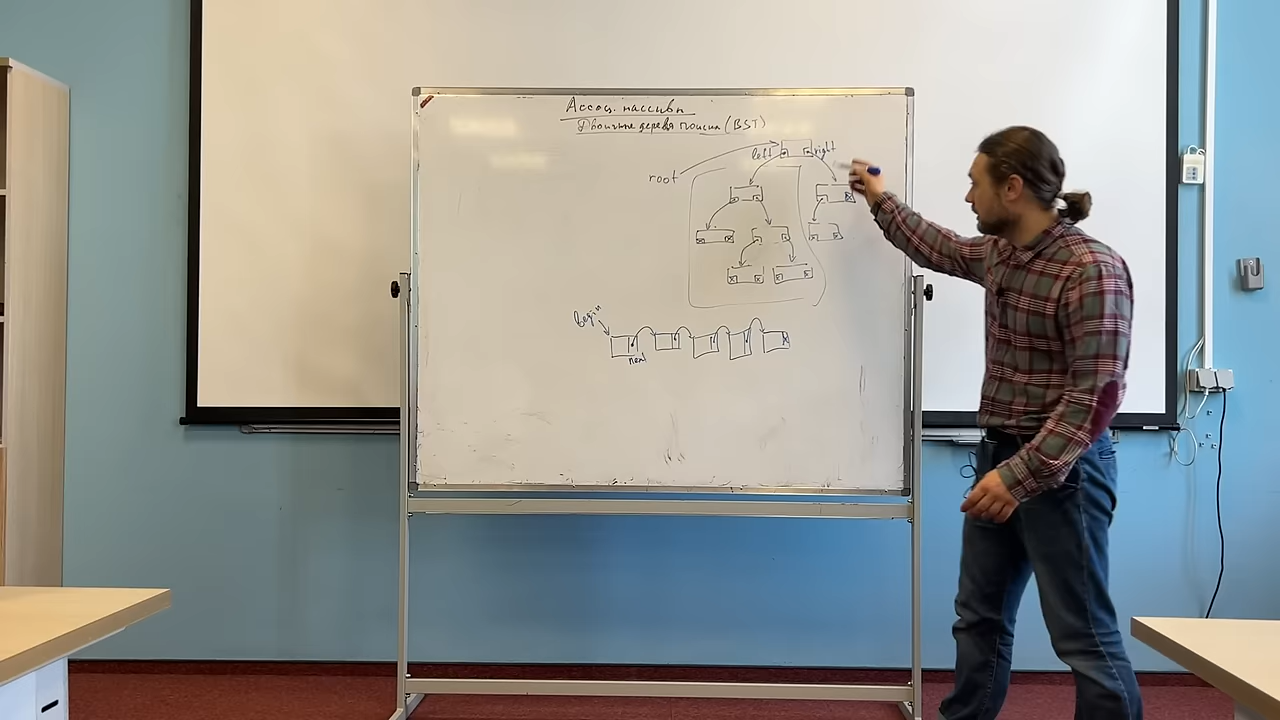 Ассоц. массивы
Двоичные деревья поиска (BST)
left right
root
Begin
next